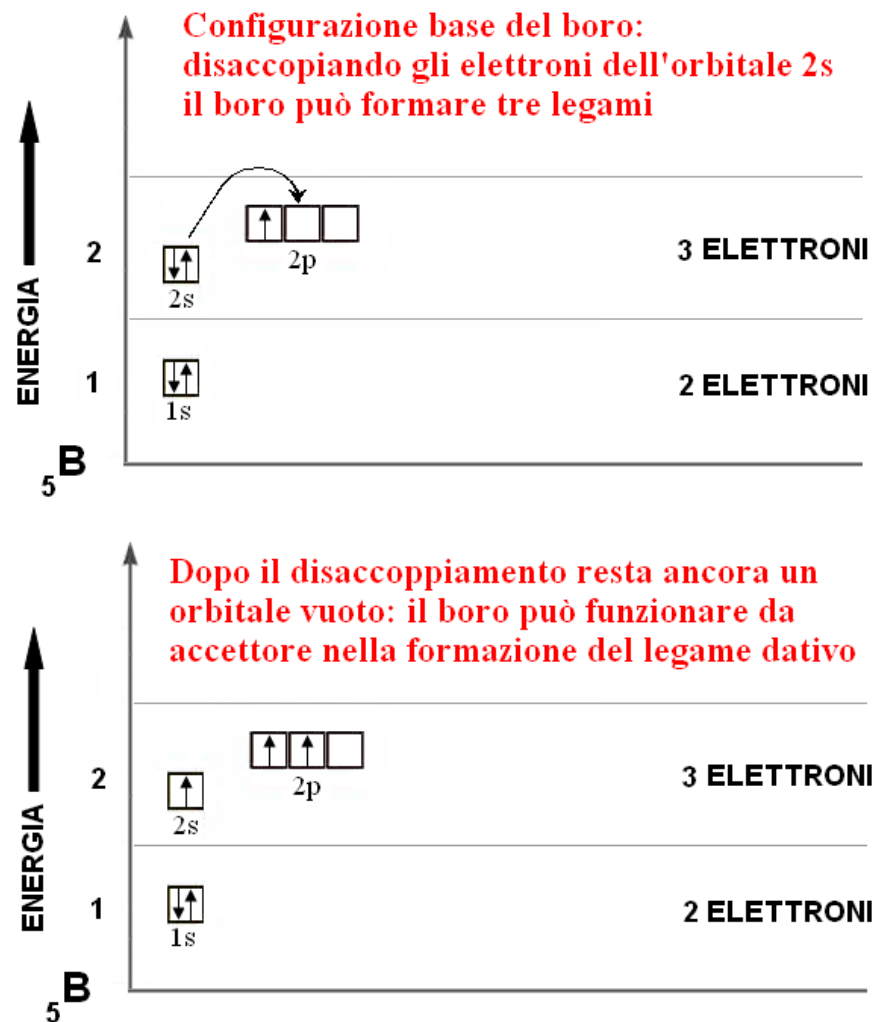 Configurazione base del boro:
disaccopiando gli elettroni dell'orbitale 2s
il boro può formare tre legami
ENERGIA
2
2s
2p
3 ELETTRONI
1
1s
2 ELETTRONI
5B
Dopo il disaccoppiamento resta ancora un
orbitale vuoto: il boro può funzionare da
accettore nella formazione del legame dativo
ENERGIA
2
2s
2p
3 ELETTRONI
1
1s
2 ELETTRONI
5B